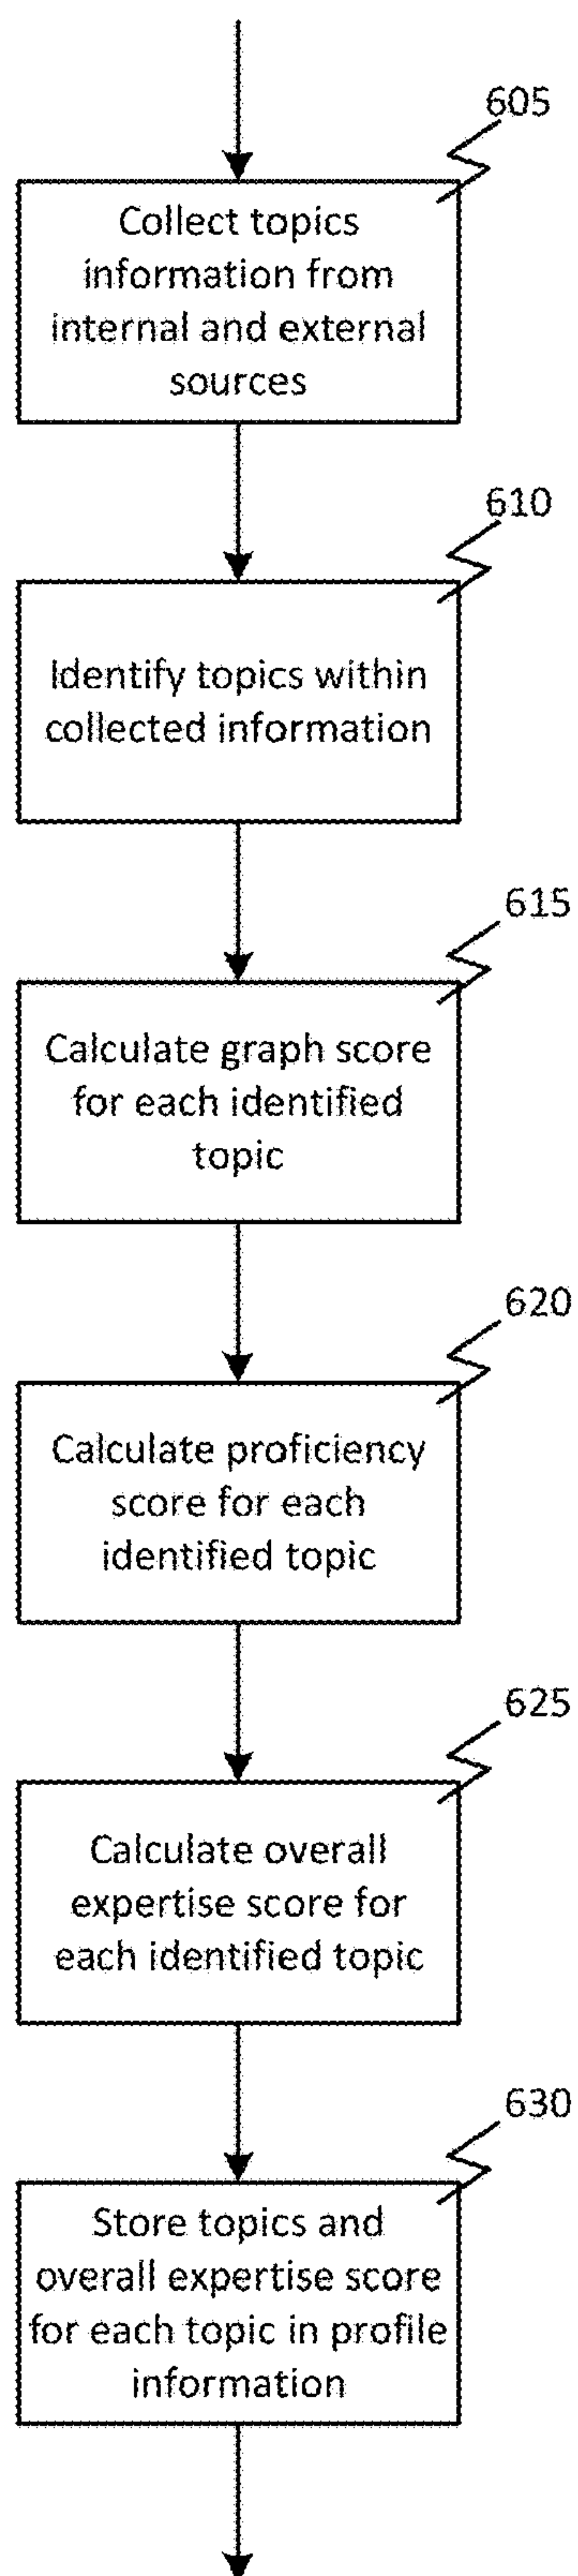 605
Collect topics
information from
internal and external
sources
610
Identify topics within
collected information
615
Calculate graph score
for each identified
topic
620
Calculate proficiency
score for each
identified topic
625
Calculate overall
expertise score for
each identified topic
630
Store topics and
overall expertise score
for each topic in profile
information